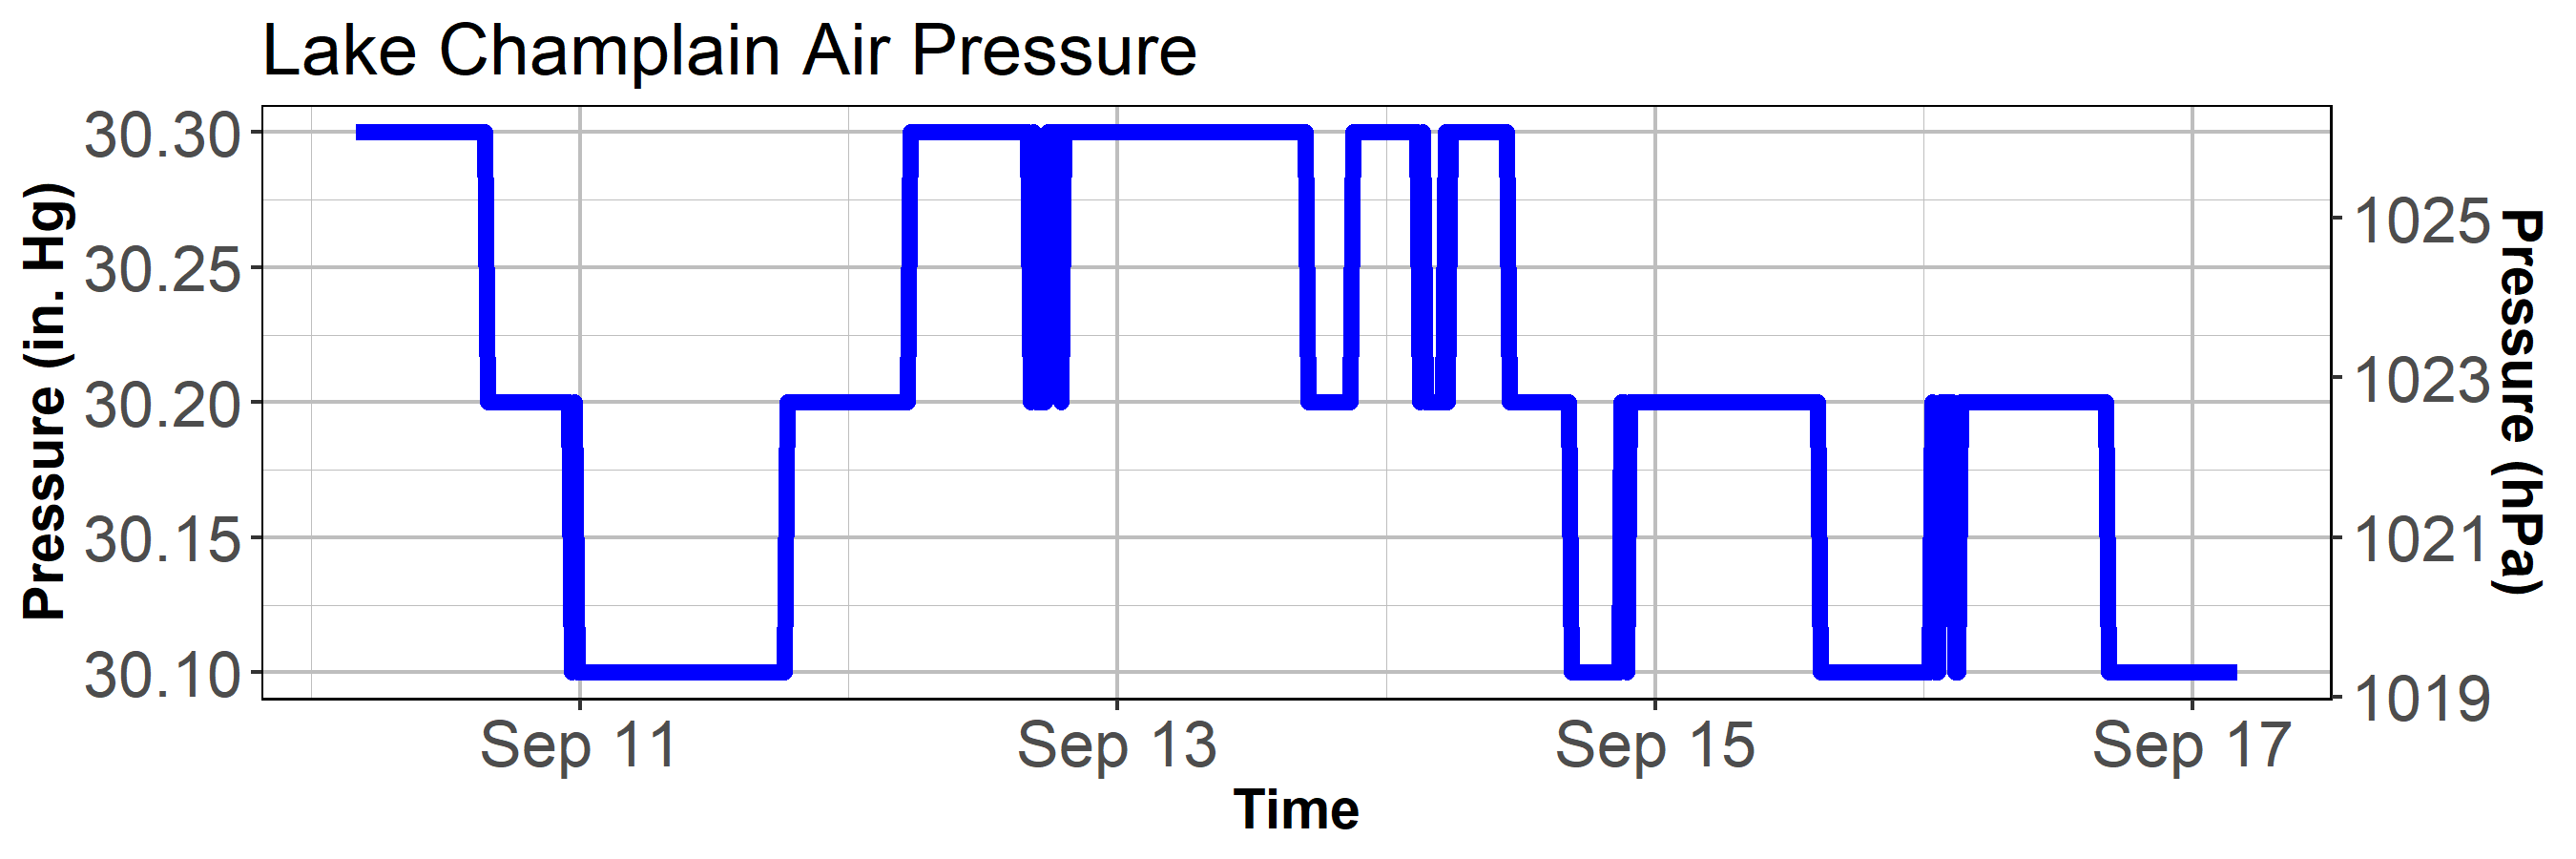 Lake Champlain Air Pressure
Pressure (in. Hg)
30.30
30.25
30.20
30.15
30.10
1025
1023
1021
1019
Pressure (hPa)
Sep 11 Sep 13 Sep 15 Sep 17
Time